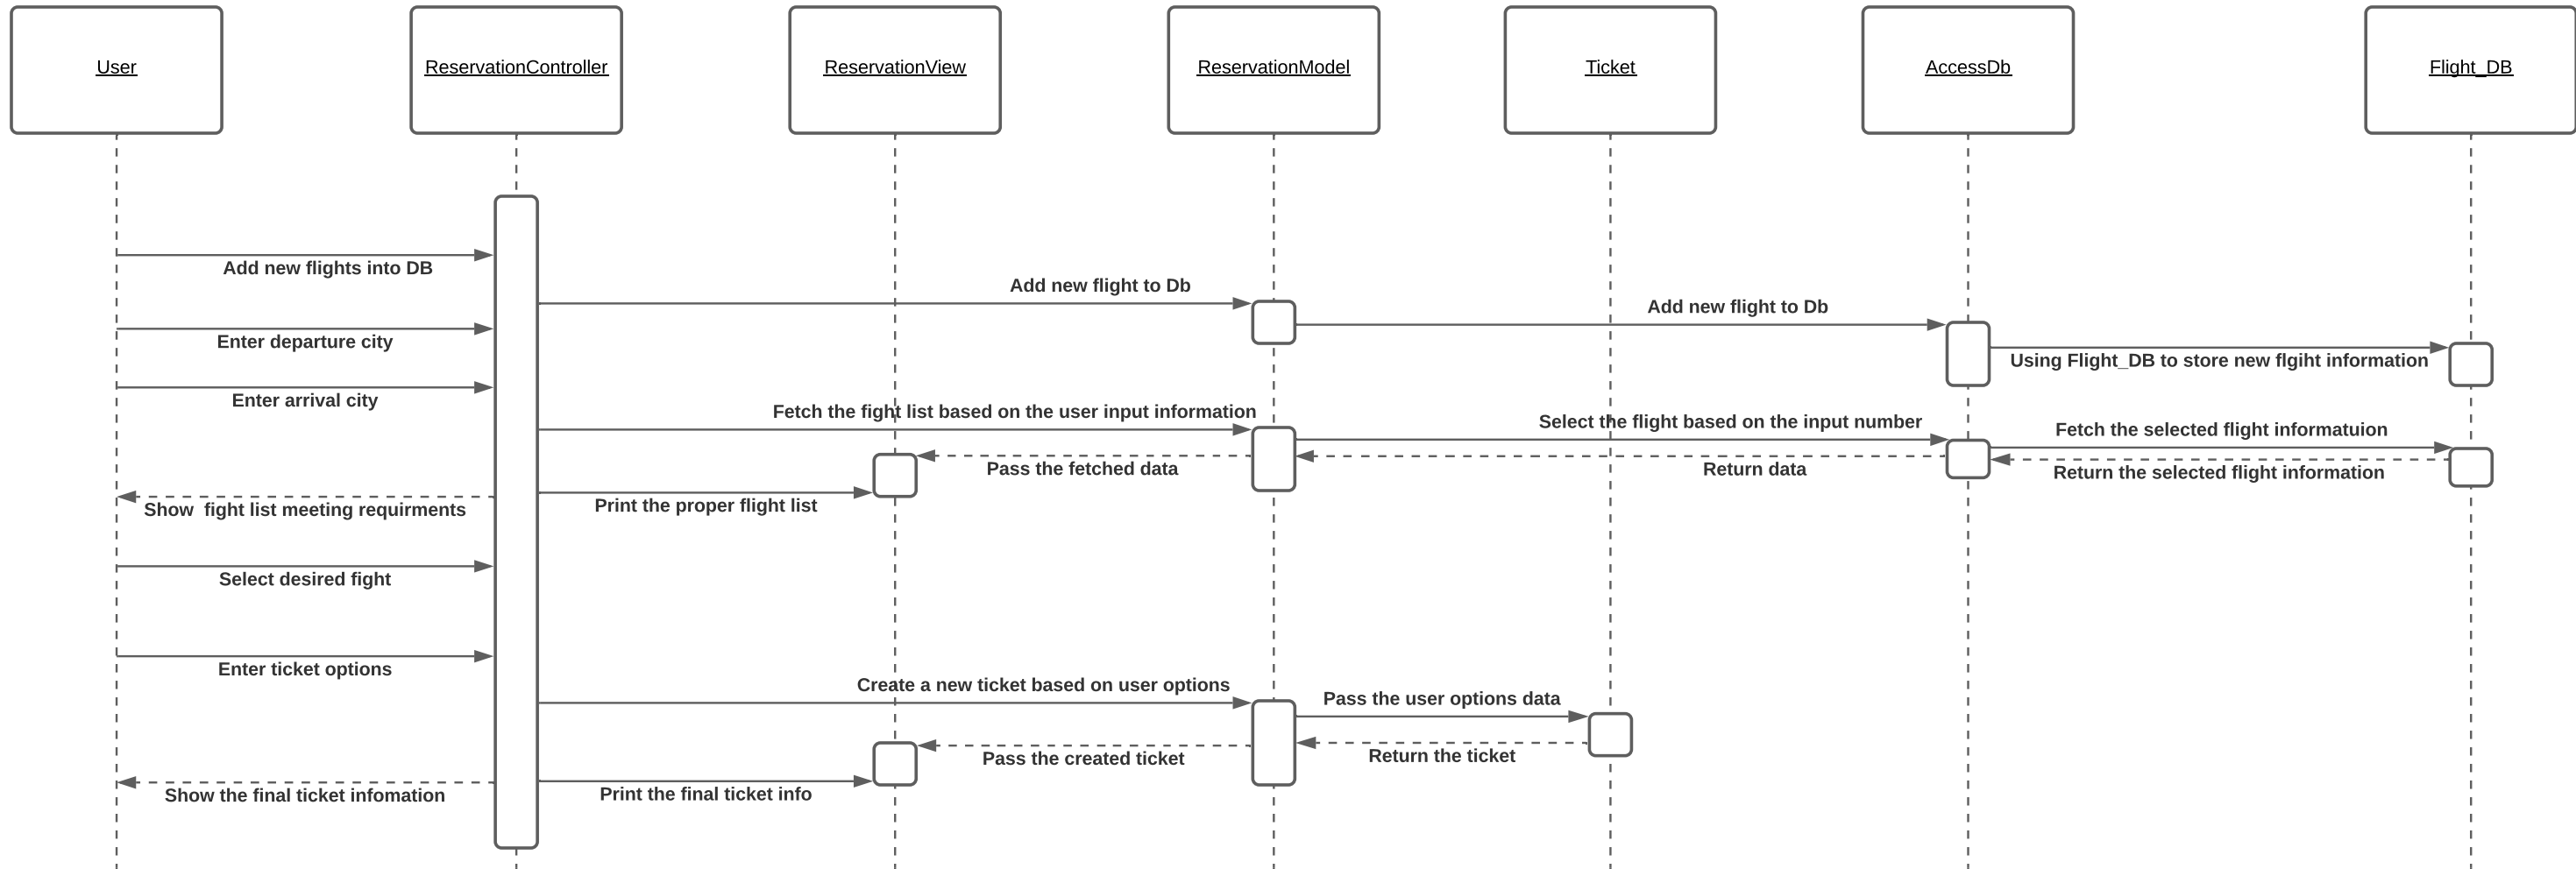 User
ReservationController
ReservationView
ReservationModel
Ticket
AccessDb
Flight_DB
Add new flights into DB
Add new flight to Db
Add new flight to Db
Enter departure city
Using Flight_DB to store new flgiht information
Enter arrival city
Fetch the fight list based on the user input information
Select the flight based on the input number
Fetch the selected flight informatuion
Pass the fetched data
Return data
Return the selected flight information
Print the proper flight list
Show  fight list meeting requirments
Select desired fight
Enter ticket options
Create a new ticket based on user options
Pass the user options data
Pass the created ticket
Return the ticket
Show the final ticket infomation
Print the final ticket info